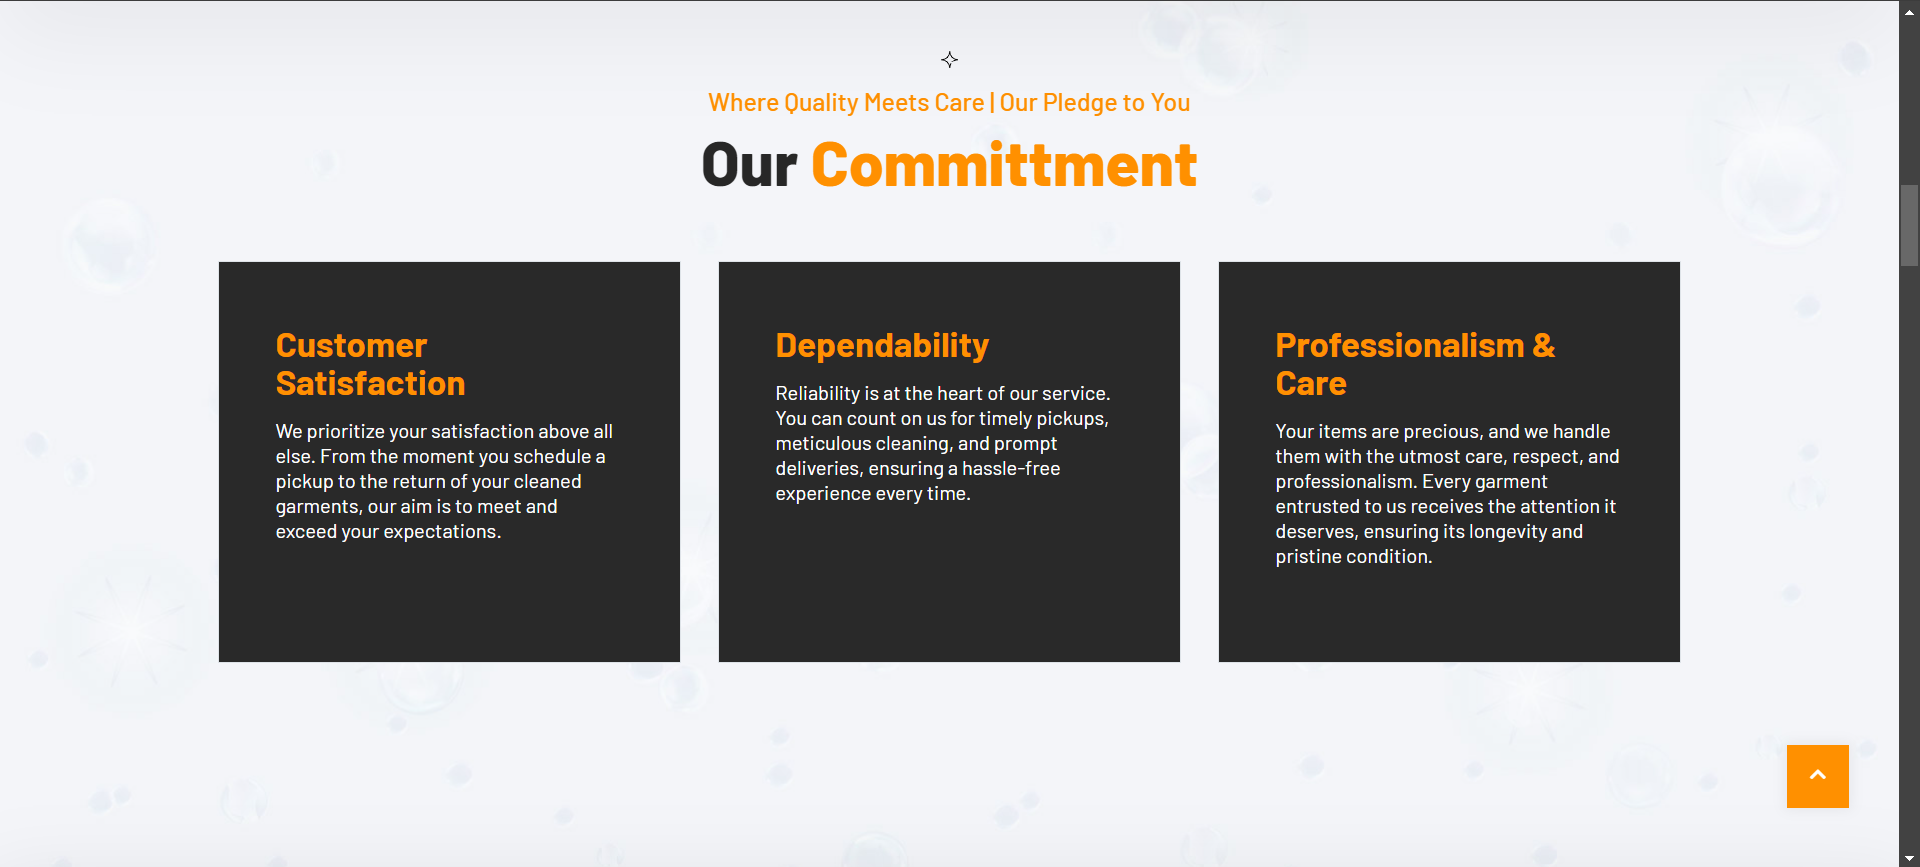 Where Quality Meets Care | Our Pledge to You
Our Committment
Customer
Satisfaction
We prioritize your satisfaction above all
else. From the moment you schedule a
pickup to the return of your cleaned
garments, our aim is to meet and
exceed your expectations.
Dependability
Reliability is at the heart of our service.
You can count on us for timely pickups,
meticulous cleaning, and prompt
deliveries, ensuring a hassle-free
experience every time.
Professionalism &
Care
Your items are precious, and we handle
them with the utmost care, respect, and
professionalism. Every garment
entrusted to us receives the attention it
deserves, ensuring its longevity and
pristine condition.